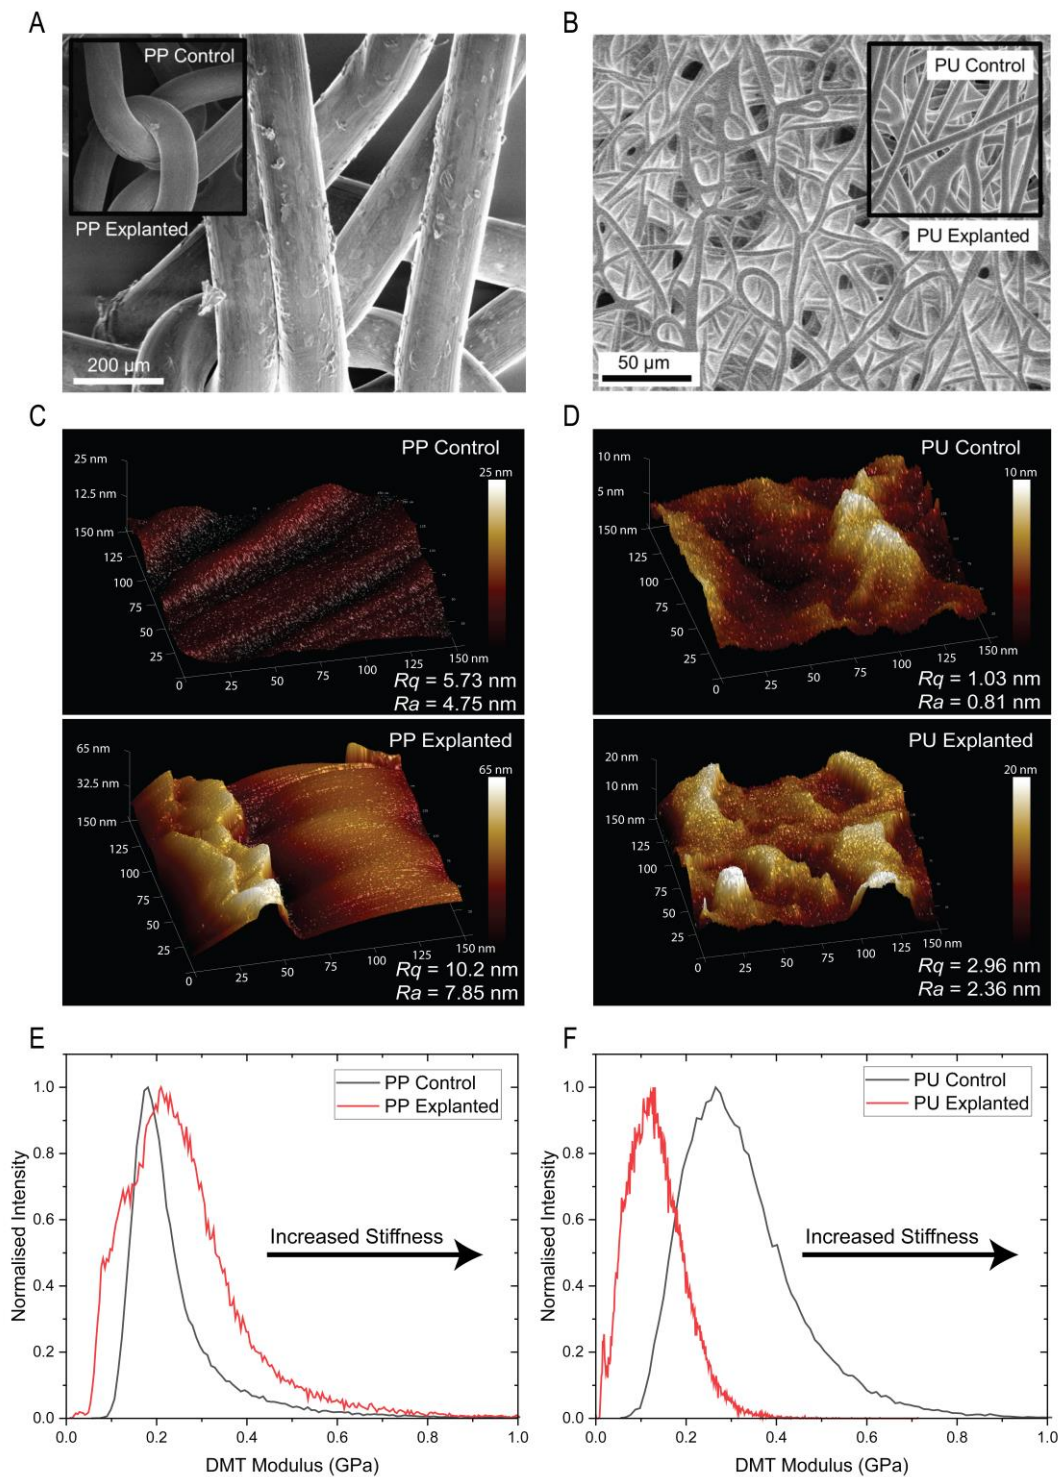 A
PP Control
PP Explanted
200 µm
B
PU Control
PU Explanted
50 µm
C
PP Control
25 nm
12.5 nm
150 nm
125
100
75
50
25
0
25
50
75
100
125
150 nm
25 nm
Rq = 5.73 nm
Ra = 4.75 nm
PP Explanted
65 nm
32.5 nm
150 nm
125
100
75
50
25
0
25
50
75
100
125
150 nm
65 nm
Rq = 10.2 nm
Ra = 7.85 nm
D
PU Control
10 nm
5 nm
150 nm
125
100
75
50
25
0
25
50
75
100
125
150 nm
10 nm
Rq = 1.03 nm
Ra = 0.81 nm
PU Explanted
20 nm
10 nm
150 nm
125
100
75
50
25
0
25
50
75
100
125
150 nm
20 nm
Rq = 2.96 nm
Ra = 2.36 nm
E
Normalised Intensity
1.0
0.8
0.6
0.4
0.2
0.0
PP Control
PP Explanted
Increased Stiffness
0.0 0.2 0.4 0.6 0.8 1.0
DMT Modulus (GPa)
F
Normalised Intensity
1.0
0.8
0.6
0.4
0.2
0.0
PU Control
PU Explanted
Increased Stiffness
0.0 0.2 0.4 0.6 0.8 1.0
DMT Modulus (GPa)